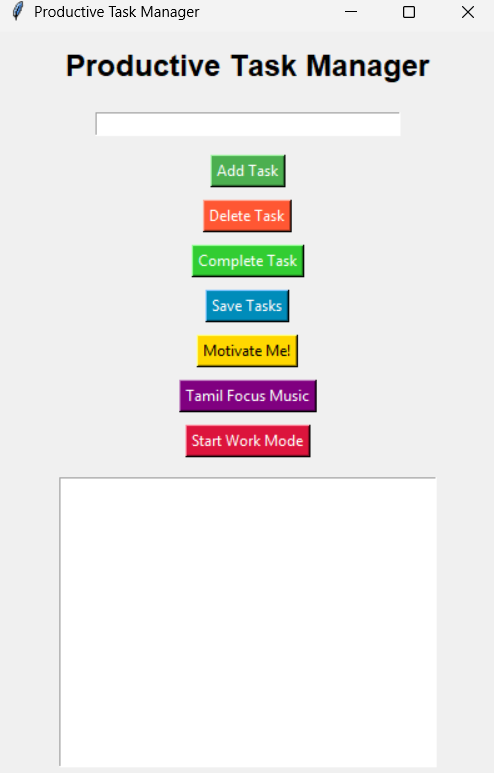 Productive Task Manager
Productive Task Manager
Add Task
Delete Task
Complete Task
Save Tasks
Motivate Me!
Tamil Focus Music
Start Work Mode